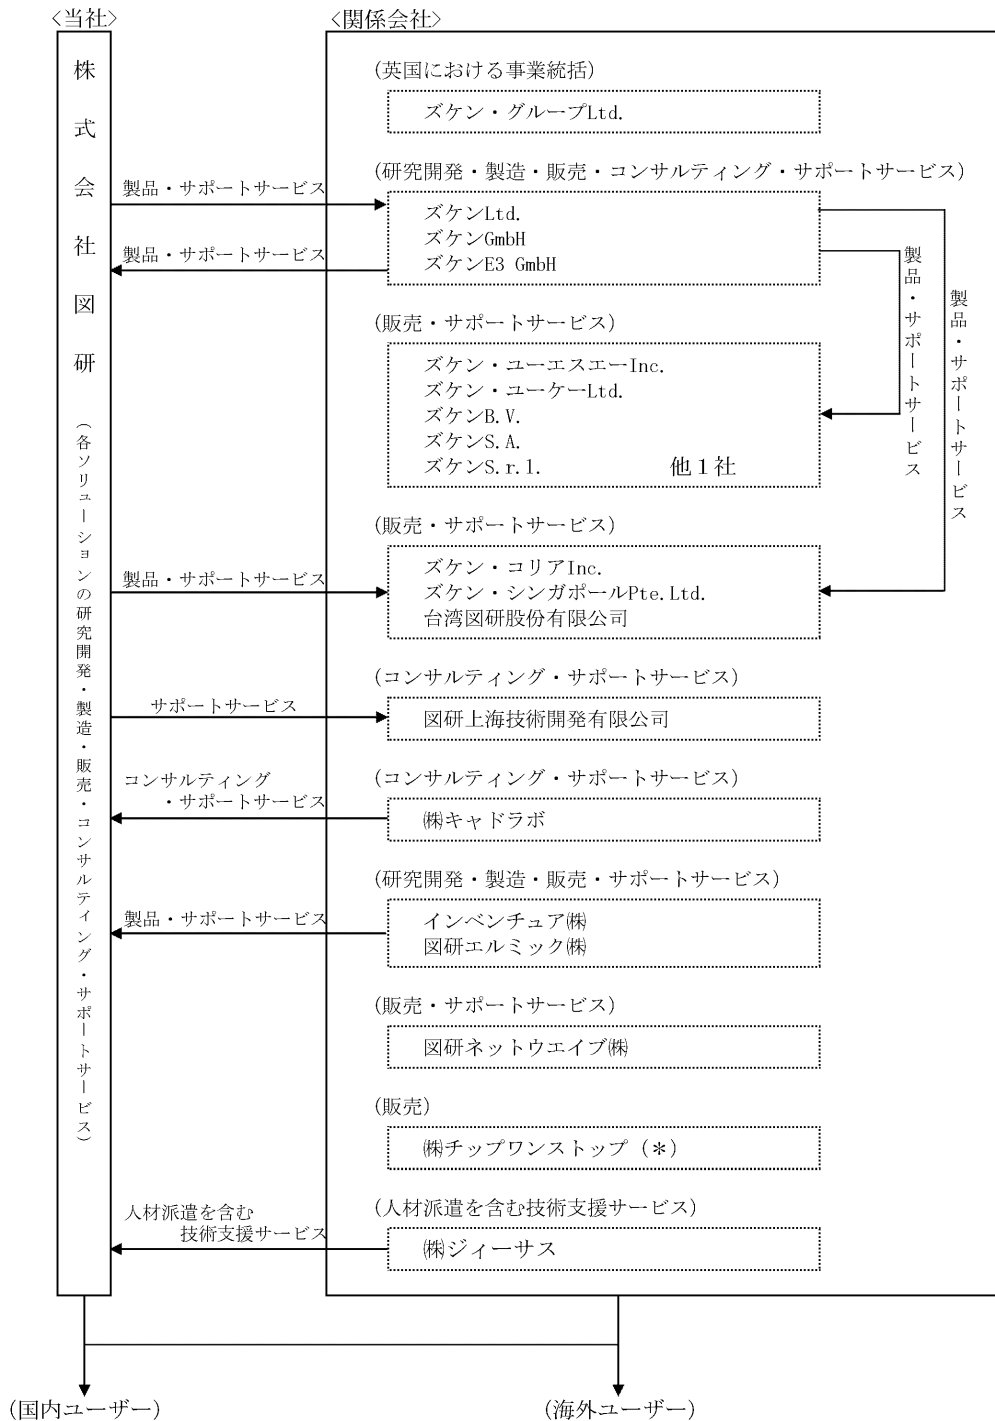 <当社>
株式会社図研
(各ソリューションの研究開発・製造・販売・コンサルティング・サポートサービス)
<関係会社>
(英国における事業統括)
ズケン・グループLtd.
(研究開発・製造・販売・コンサルティング・サポートサービス)
製品・サポートサービス
ズケンLtd.
ズケンGmbH
製品・サポートサービス
ズケンE3 GmbH
製品・サポートサービス
製品・サポートサービス
(販売・サポートサービス)
ズケン・ユーエスエーInc.
ズケン・ユーケーLtd.
ズケンB.V.
ズケンS.A.
ズケンS.r.l. 他1社
(販売・サポートサービス)
製品・サポートサービス
ズケン・コリアInc.
ズケン・シンガポールPte.Ltd.
台湾図研股份有限公司
(コンサルティング・サポートサービス)
サポートサービス
図研上海技術開発有限公司
(コンサルティング・サポートサービス)
コンサルティング
・サポートサービス
㈱キャドラボ
(研究開発・製造・販売・サポートサービス)
製品・サポートサービス
インベンチュア㈱
図研エルミック㈱
(販売・サポートサービス)
図研ネットウエイブ㈱
(販売)
㈱チップワンストップ(＊)
(人材派遣を含む技術支援サービス)
人材派遣を含む
技術支援サービス
㈱ジィーサス
(国内ユーザー)
(海外ユーザー)